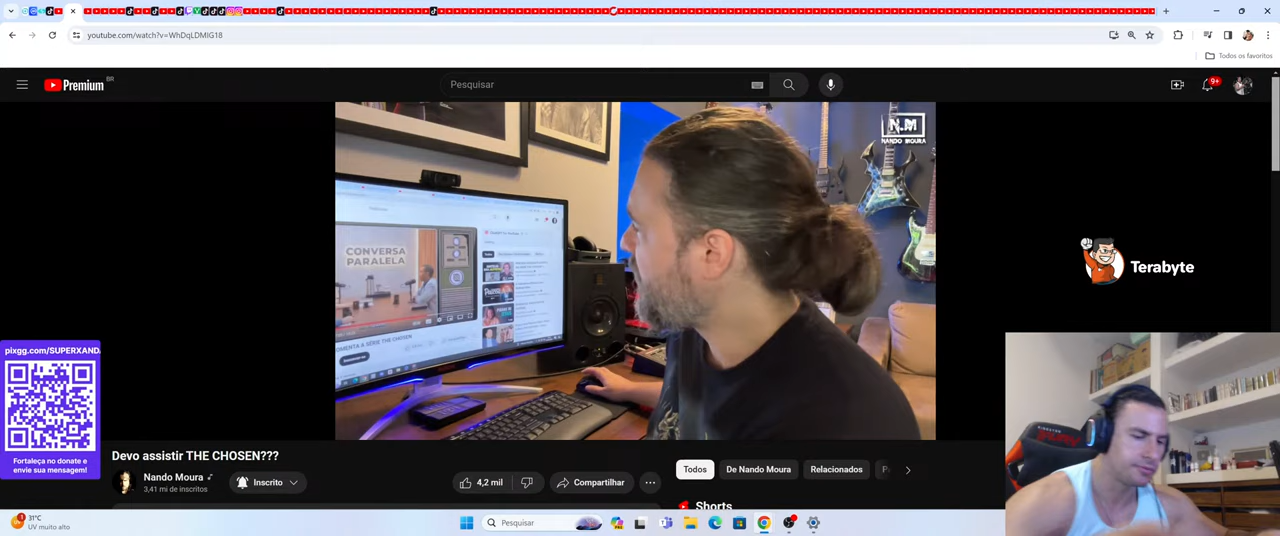 youtube.com/watch?v=WhDqLDMIG18
Todos os favoritos
Premium BR
Pesquisar
9+
N.M
NANDO MOURA
CONVERSA
PARALELA
Terabyte
pixgg.com/SUPERXAND
Fortaleça no donate e
envie sua mensagem!
Devo assistir THE CHOSEN???
Nando Moura
3,41 mi de inscritos
Inscrito
4,2 mil
Compartilhar
Todos
De Nando Moura
Relacionados
Shorts
1
31°C
UV muito alto
Pesquisar